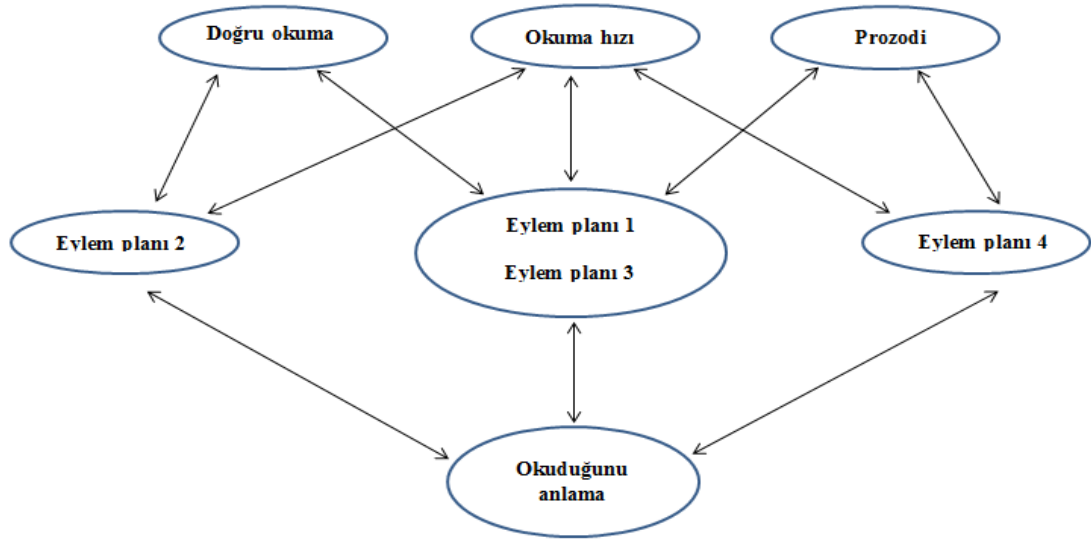 Doğru okuma
Okuma hızı
Prozodi
Eylem planı 2
Eylem planı 1
Eylem planı 3
Eylem planı 4
Okuduğunu
anlama